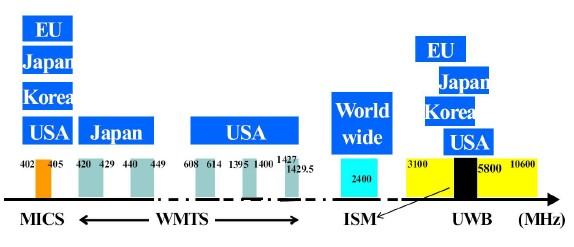 EU
Japan
Korea
USA
Japan
USA
World
wide
EU
Japan
Korea
USA
402 405 420 429 440 449 608 614 1395 1400 1427
1429.5
2400
3100 5800 10600
MICS WMTS ISM UWB (MHz)